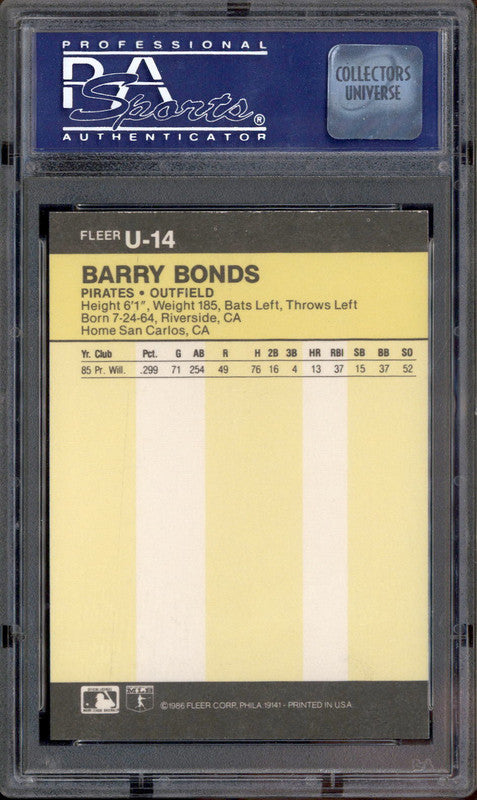 PROFESSIONAL
PSA
Sports®
AUTHENTICATOR
COLLECTORS
UNIVERSE
FLEER U-14
BARRY BONDS
PIRATES • OUTFIELD
Height 6'1", Weight 185, Bats Left, Throws Left
Born 7-24-64, Riverside, CA
Home San Carlos, CA
Yr. Club Pct. G AB R H 2B 3B HR RBI SB BB SO
85 Pr. Will. .299 71 254 49 76 16 4 13 37 15 37 52
MLB
©1986 FLEER CORP., PHILA. 19141 - PRINTED IN U.S.A.